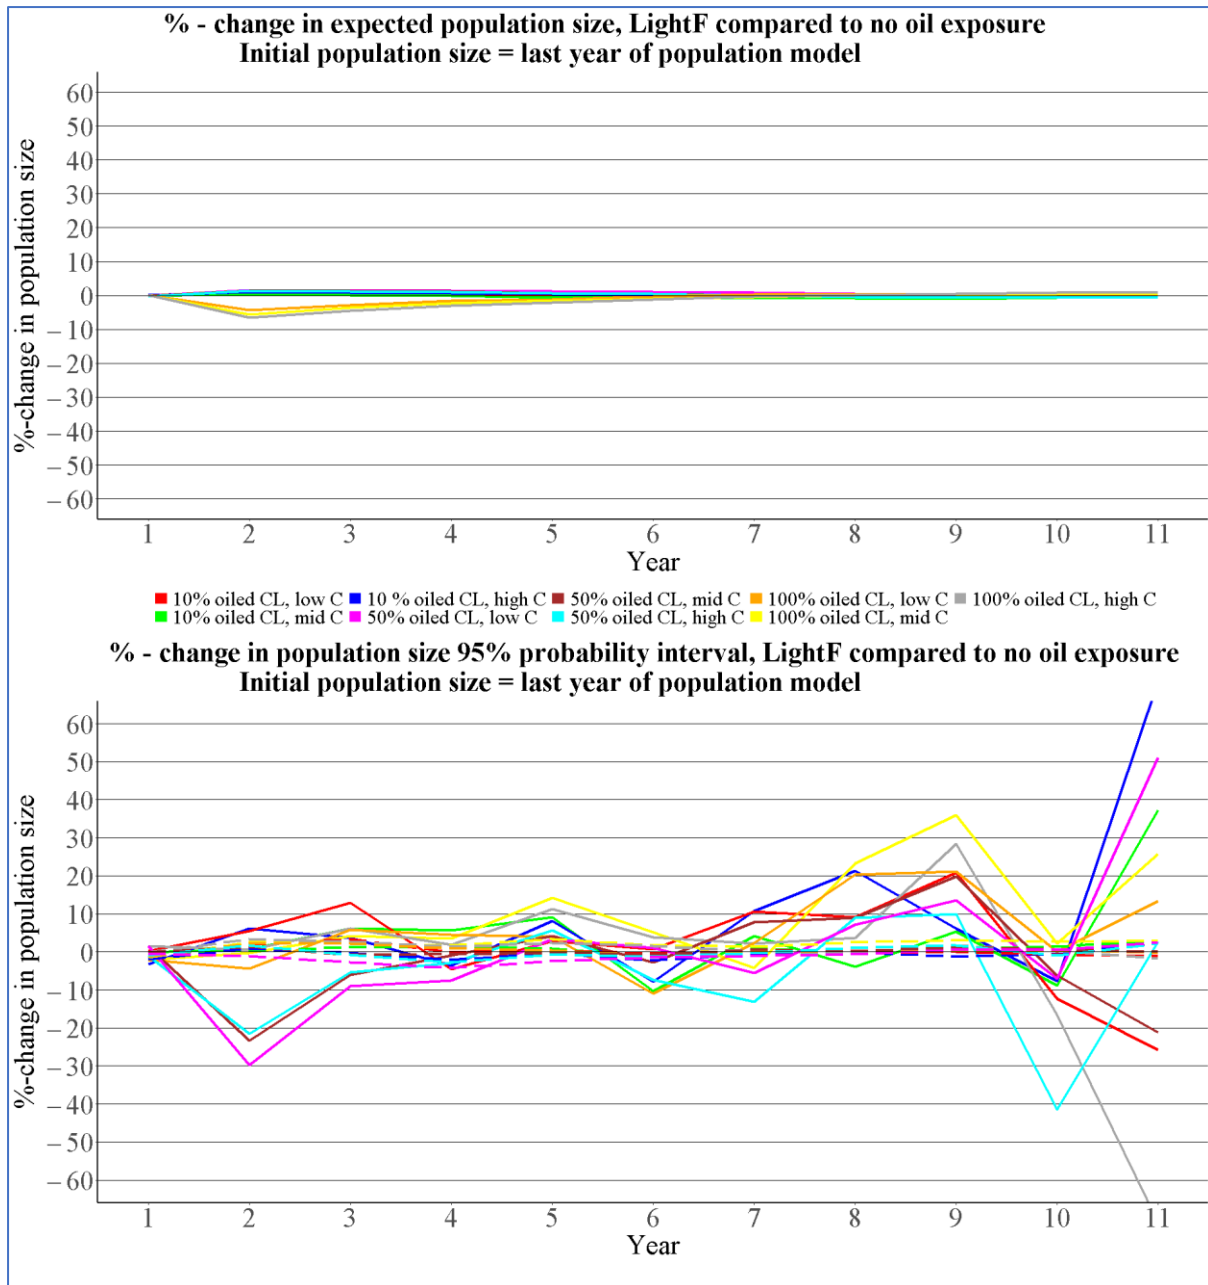 % - change in expected population size, LightF compared to no oil exposure
Initial population size = last year of population model
%-change in population size
60
50
40
30
20
10
0
−10
−20
−30
−40
−50
−60
1 2 3 4 5 6 7 8 9 10 11
Year
10% oiled CL, low C 10 % oiled CL, high C 50% oiled CL, mid C 100% oiled CL, low C 100% oiled CL, high C
10% oiled CL, mid C 50% oiled CL, low C 50% oiled CL, high C 100% oiled CL, mid C
% - change in population size 95% probability interval, LightF compared to no oil exposure
Initial population size = last year of population model
%-change in population size
60
50
40
30
20
10
0
−10
−20
−30
−40
−50
−60
1 2 3 4 5 6 7 8 9 10 11
Year